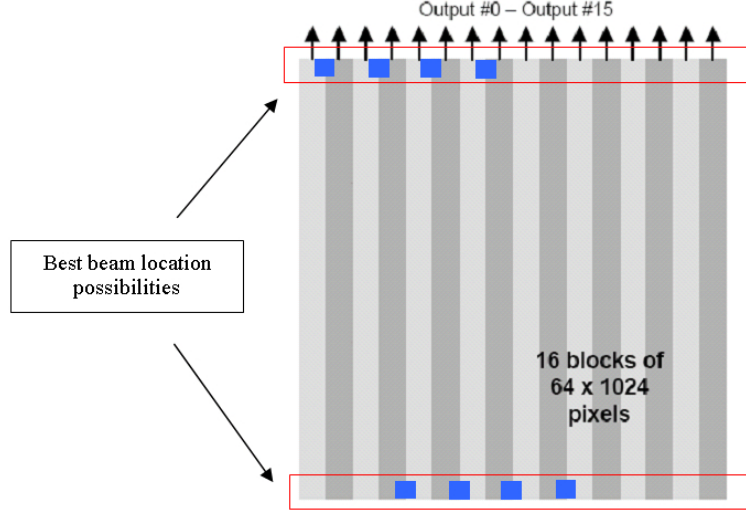 Output #0 – Output #15
Best beam location
possibilities
16 blocks of
64 x 1024
pixels